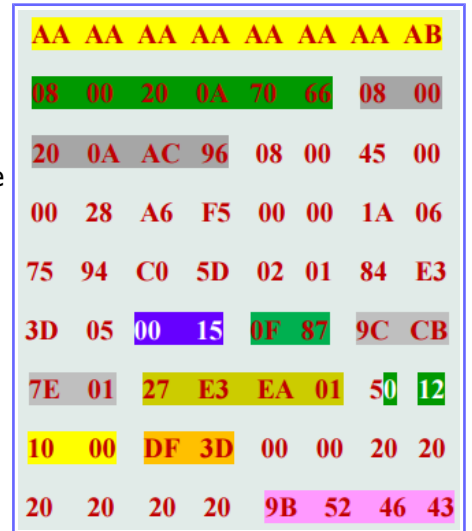 AA AA AA AA AA AA AA AB
08 00 20 0A 70 66 08 00
20 0A AC 96 08 00 45 00
e
00 28 A6 F5 00 00 1A 06
75 94 C0 5D 02 01 84 E3
3D 05 00 15 0F 87 9C CB
7E 01 27 E3 EA 01 50 12
10 00 DF 3D 00 00 20 20
20 20 20 20 9B 52 46 43